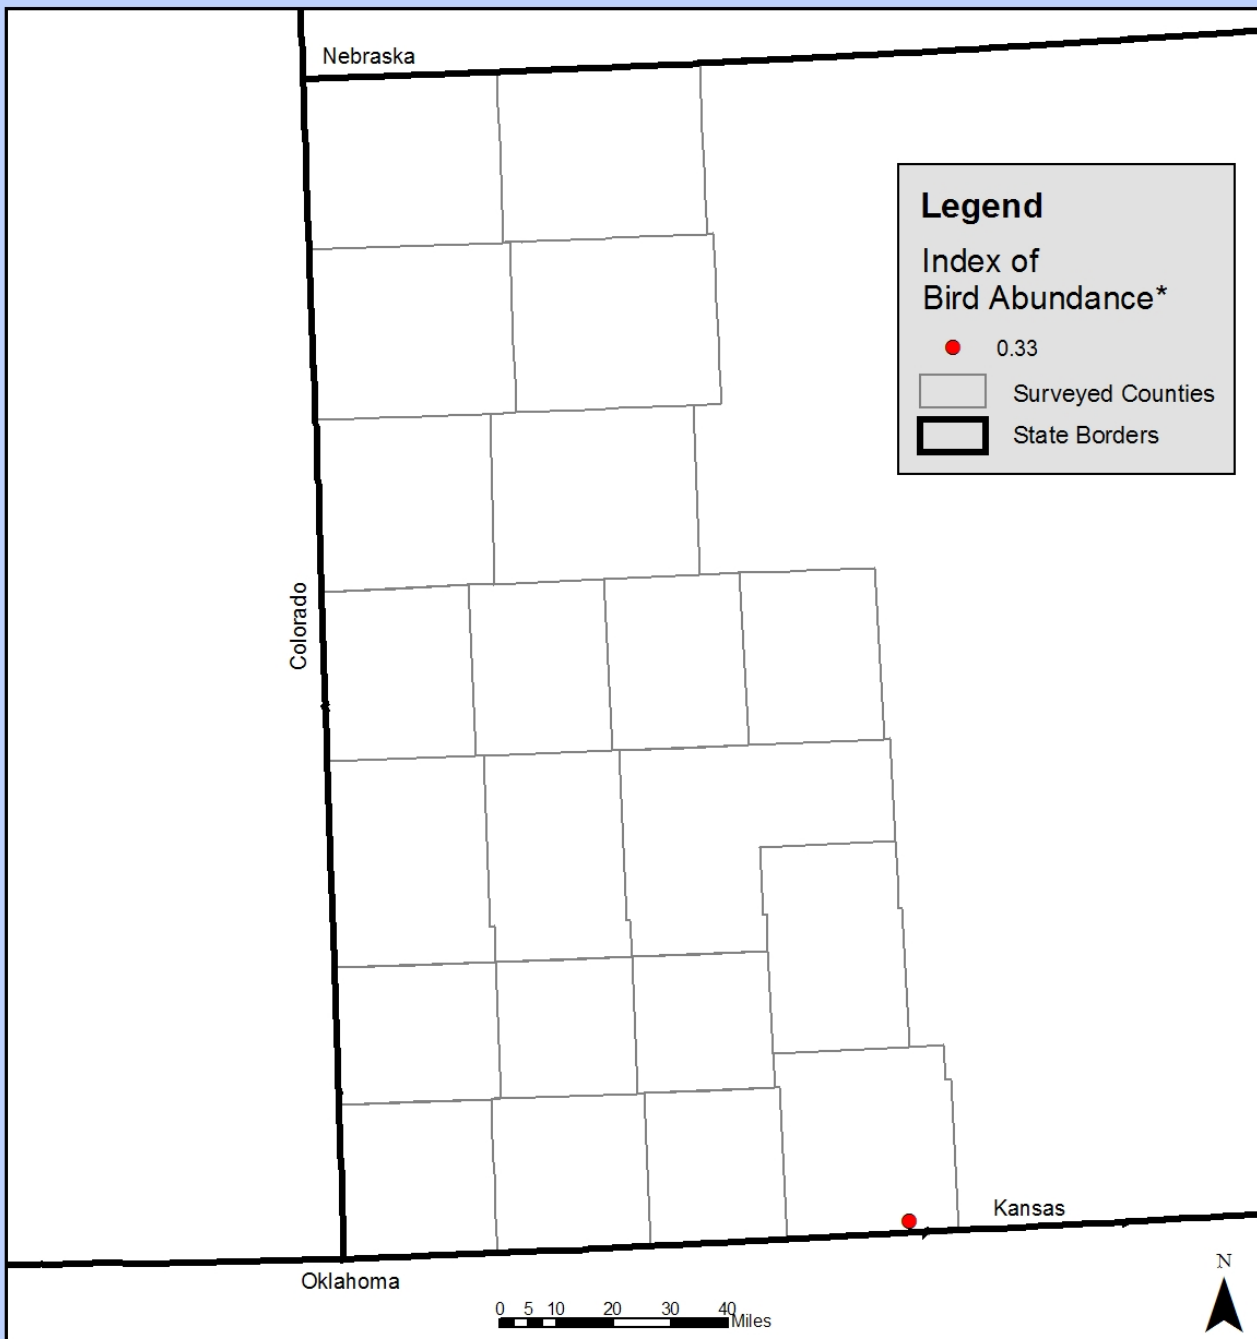 Nebraska
Legend
Index of
Bird Abundance*
0.33
Surveyed Counties
State Borders
Colorado
Kansas
Oklahoma
0 5 10 20 30 40
Miles
N